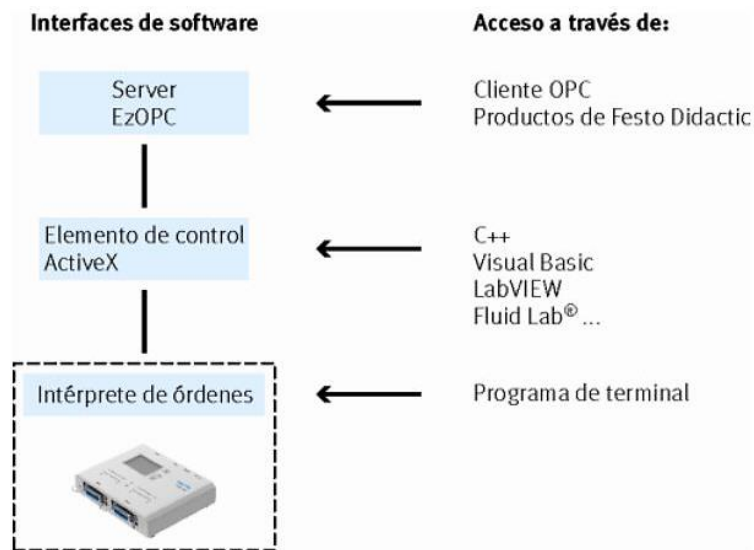 Interfaces de software
Acceso a través de:
Server
EzOPC
Cliente OPC
Productos de Festo Didactic
Elemento de control
ActiveX
C++
Visual Basic
LabVIEW
Fluid Lab® ...
Intérprete de órdenes
Programa de terminal